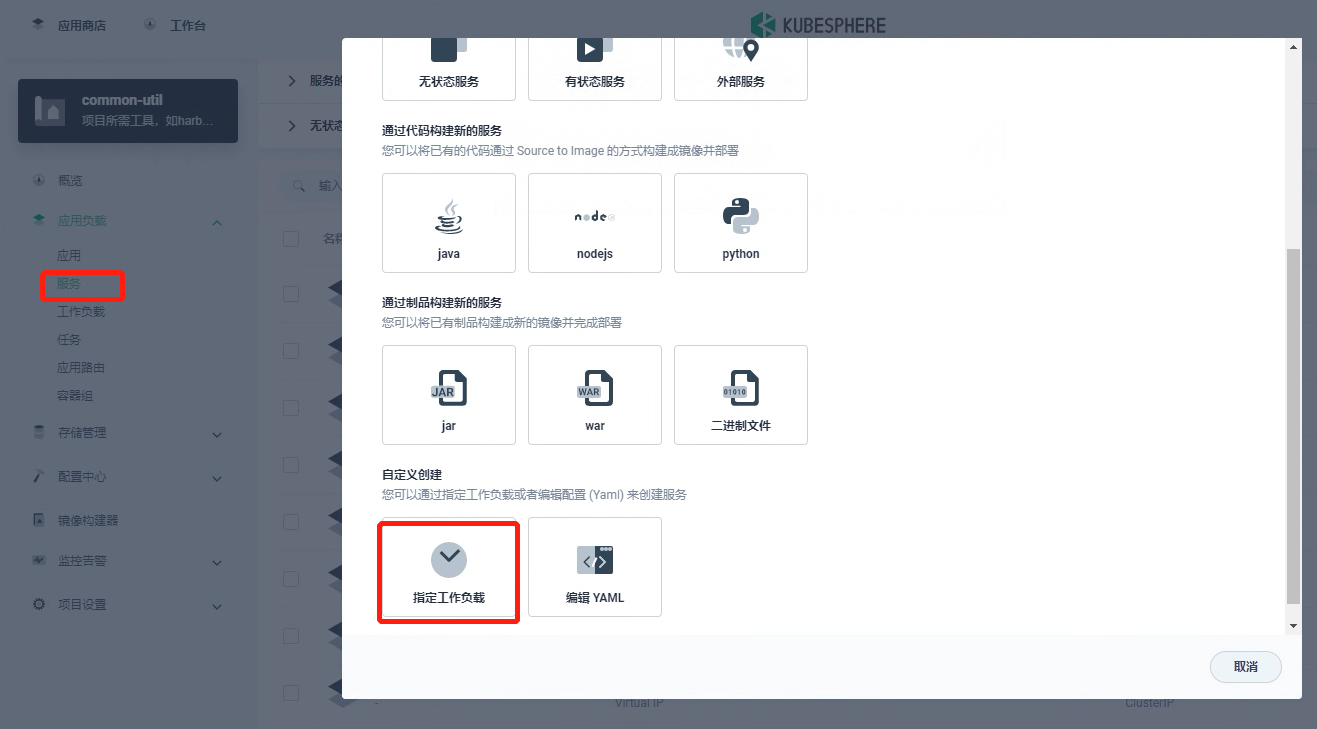 应用商店
工作台
KUBESPHERE
common-util
项目所需工具，如harb...
概览
应用负载
应用
服务
工作负载
任务
应用路由
容器组
存储管理
配置中心
镜像构建器
监控告警
项目设置
服务的
无状态
输入
名称
无状态服务
有状态服务
外部服务
通过代码构建新的服务
您可以将已有的代码通过 Source to Image 的方式构建成镜像并部署
java
node
nodejs
python
通过制品构建新的服务
您可以将已有制品构建成新的镜像并完成部署
JAR
jar
WAR
war
01010
二进制文件
自定义创建
您可以通过指定工作负载或者编辑配置 (Yaml) 来创建服务
指定工作负载
编辑 YAML
取消
-
Virtual IP
ClusterIP